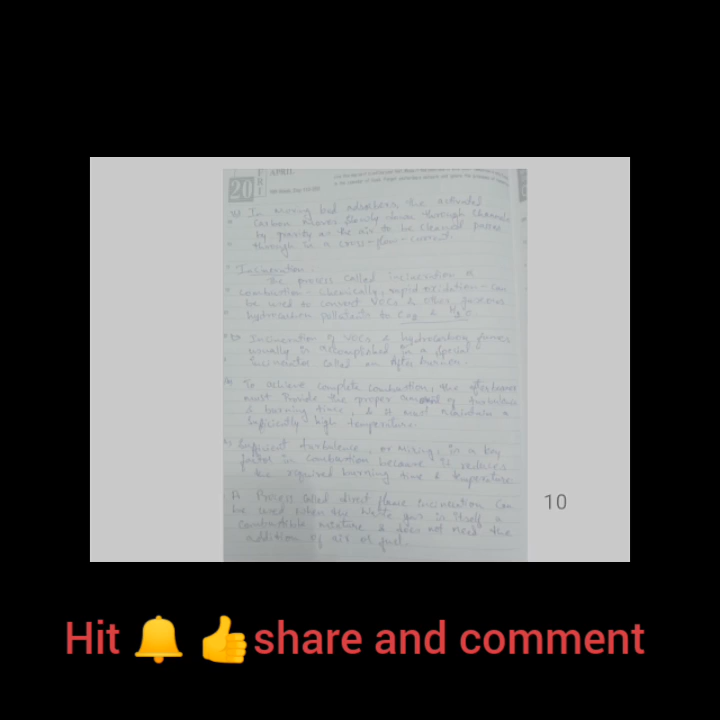 20
FRI
APRIL
In moving bed adsorbers the activated
carbon moves slowly down through channels
by gravity as the air to be cleaned passes
through in a cross-flow-current.
Incineration:
The process called incineration or
combustion - chemically, rapid oxidation - can
be used to convert VOCs & other gaseous
hydrocarbon pollutants to CO2 & H2O
Incineration of VOCs & hydrocarbon fumes
usually is accomplished in a special
incinerator called an After burner.
To achieve complete combustion, the afterburner
must Provide the proper amount of turbulence
& burning time, & it must maintain a
sufficiently high temperature.
Sufficient turbulence, or mixing, is a key
factor in combustion because it reduces
the required burning time & temperature
A Process called direct flame incineration can
be used when the waste gas is itself a
combustible mixture & does not need the
addition of air or fuel.
10
Hit 🔔 👍share and comment